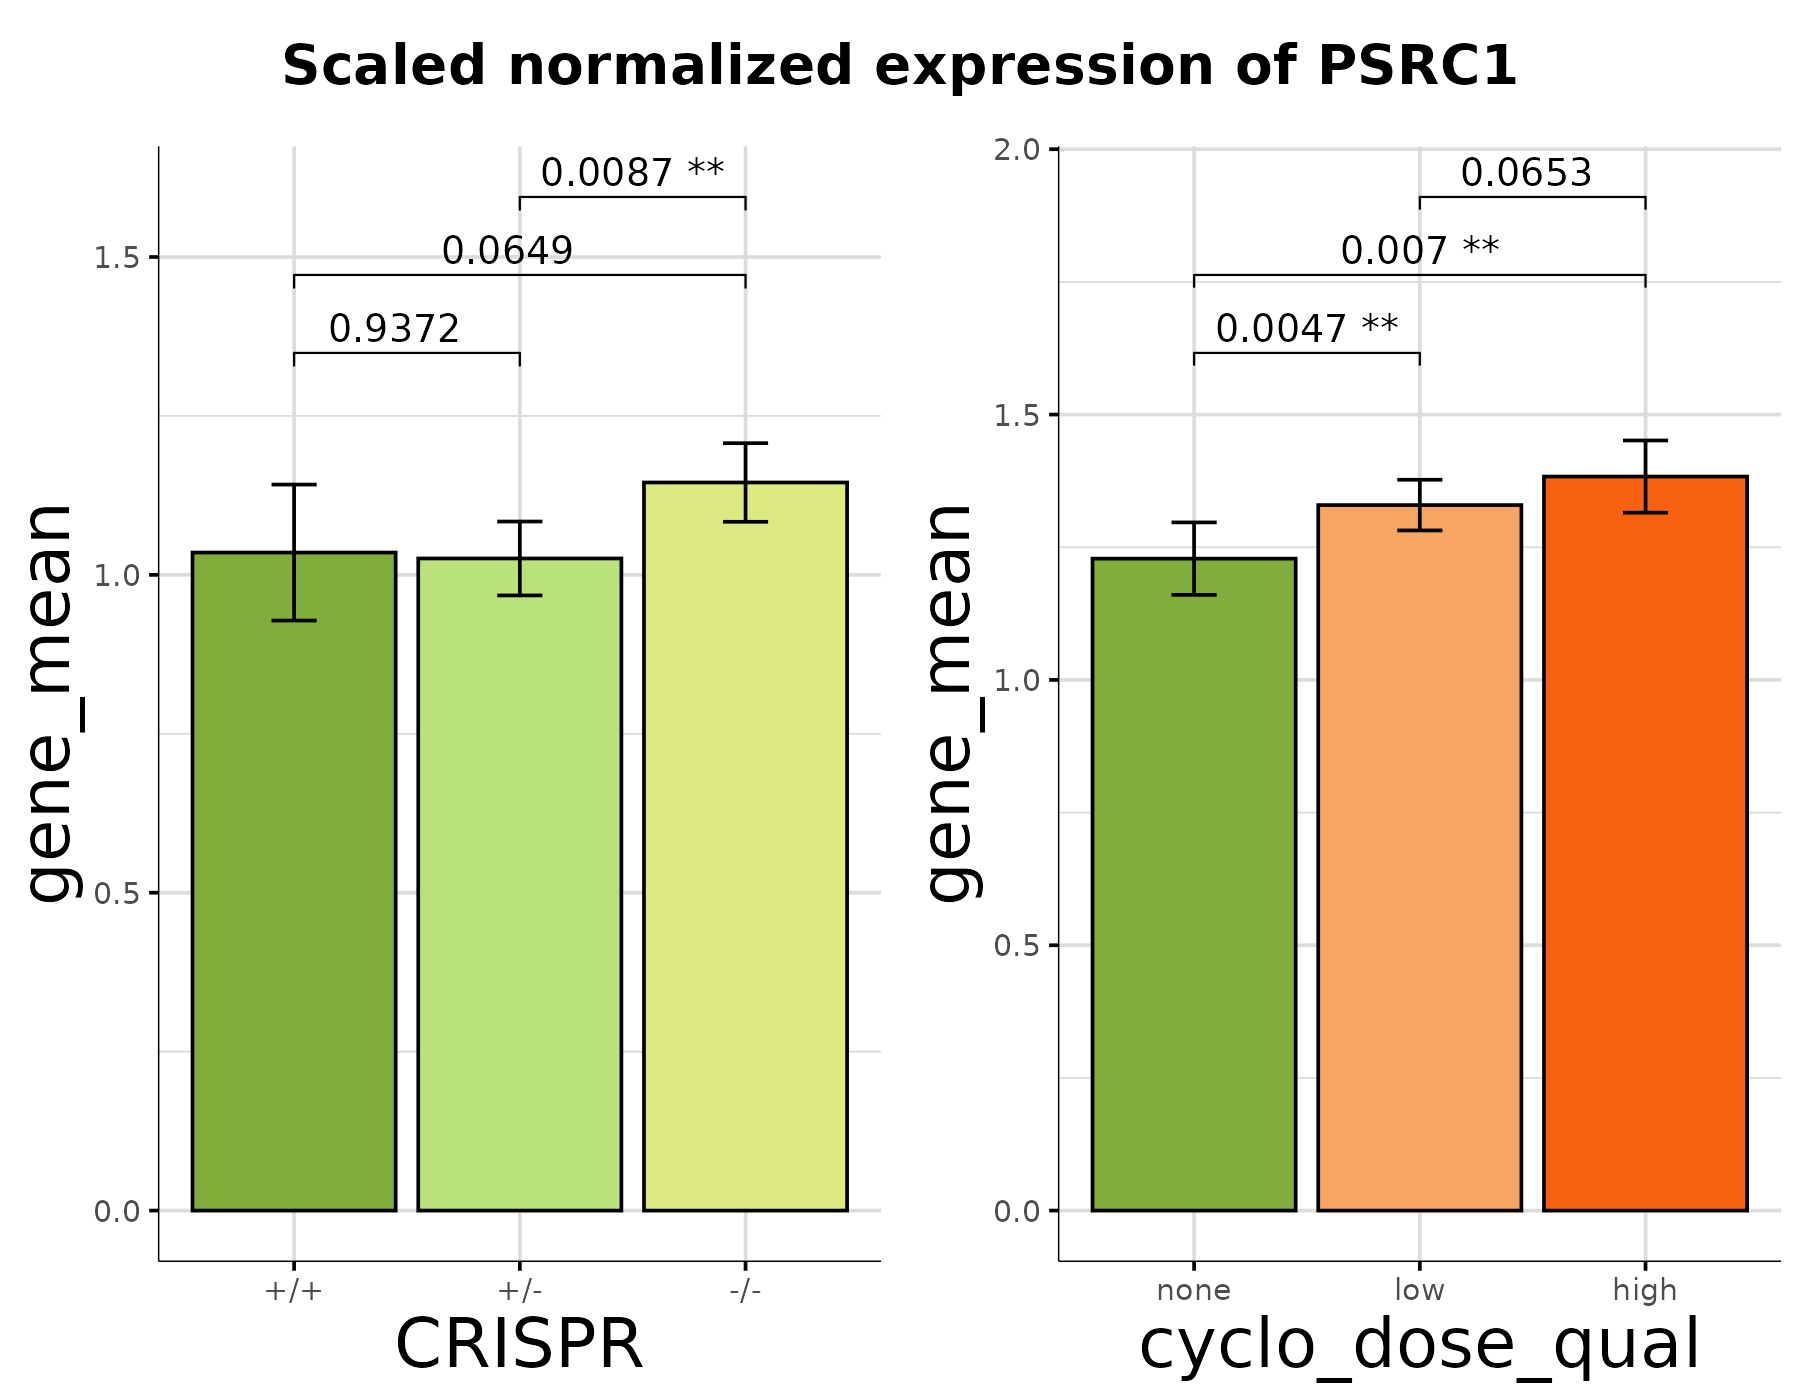 Scaled normalized expression of PSRC1
gene_mean
1.5
1.0
0.5
0.0
0.0087 **
0.0649
0.9372
+/+ +/- -/-
CRISPR
gene_mean
2.0
1.5
1.0
0.5
0.0
0.0653
0.007 **
0.0047 **
none low high
cyclo_dose_qual